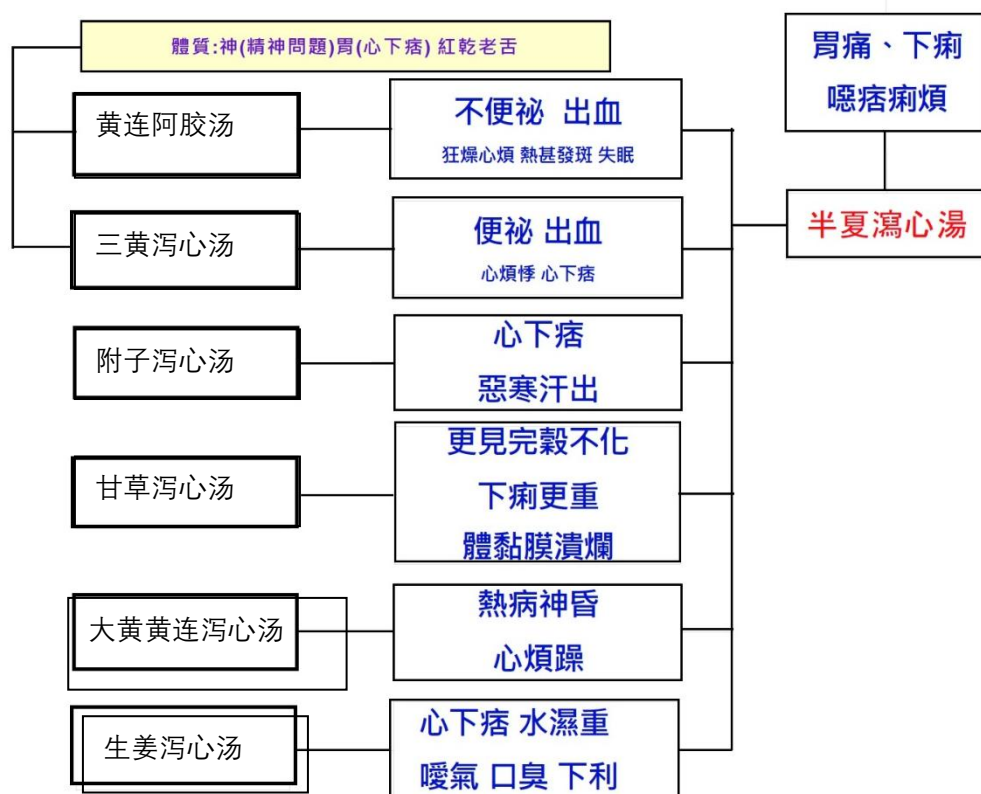 體質:神(精神問題)胃(心下痞) 紅乾老舌
胃痛、下痢
噁痞痢煩
半夏瀉心湯
黄连阿胶汤
不便祕 出血
狂燥心煩 熱甚發斑 失眠
三黄泻心汤
便祕 出血
心煩悸 心下痞
附子泻心汤
心下痞
惡寒汗出
甘草泻心汤
更見完穀不化
下痢更重
體黏膜潰爛
大黄黄连泻心汤
熱病神昏
心煩躁
生姜泻心汤
心下痞 水濕重
噯氣 口臭 下利